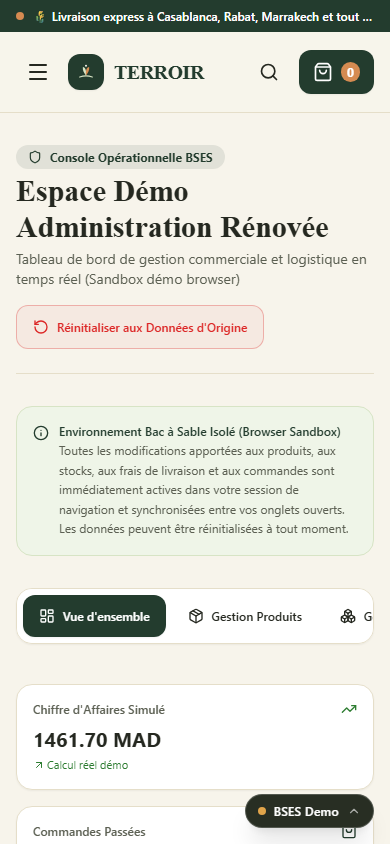 Livraison express à Casablanca, Rabat, Marrakech et tout ...
TERROIR
0
Console Opérationnelle BSES
Espace Démo
Administration Rénovée
Tableau de bord de gestion commerciale et logistique en
temps réel (Sandbox démo browser)
Réinitialiser aux Données d'Origine
Environnement Bac à Sable Isolé (Browser Sandbox)
Toutes les modifications apportées aux produits, aux
stocks, aux frais de livraison et aux commandes sont
immédiatement actives dans votre session de
navigation et synchronisées entre vos onglets ouverts.
Les données peuvent être réinitialisées à tout moment.
Vue d'ensemble
Gestion Produits
G
Chiffre d'Affaires Simulé
1461.70 MAD
Calcul réel démo
BSES Demo
Commandes Passées